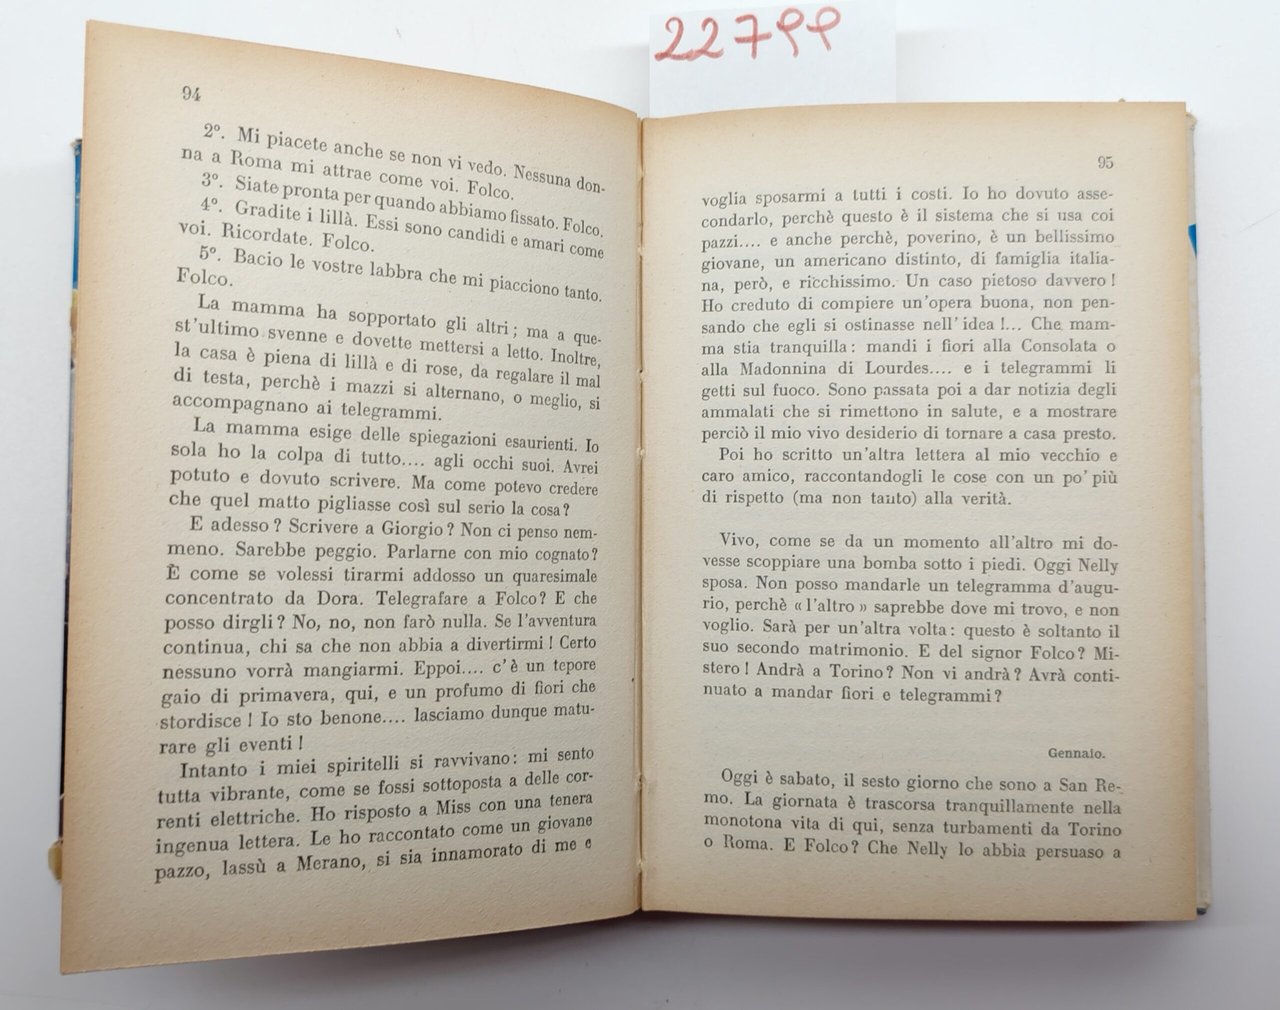 22799
94
2º. Mi piacete anche se non vi vedo. Nessuna don-
na a Roma mi attrae come voi. Folco.
3º. Siate pronta per quando abbiamo fissato. Folco.
4º. Gradite i lillà. Essi sono candidi e amari come
voi. Ricordate. Folco.
5º. Bacio le vostre labbra che mi piacciono tanto.
Folco.
La mamma ha sopportato gli altri; ma a que-
st'ultimo svenne e dovette mettersi a letto. Inoltre,
la casa è piena di lillà e di rose, da regalare il mal
di testa, perchè i mazzi si alternano, o meglio, si
accompagnano ai telegrammi.
La mamma esige delle spiegazioni esaurienti. Io
sola ho la colpa di tutto.... agli occhi suoi. Avrei
potuto e dovuto scrivere. Ma come potevo credere
che quel matto pigliasse così sul serio la cosa?
E adesso? Scrivere a Giorgio? Non ci penso nem-
meno. Sarebbe peggio. Parlarne con mio cognato?
È come se volessi tirarmi addosso un quaresimale
concentrato da Dora. Telegrafare a Folco? E che
posso dirgli? No, no, non farò nulla. Se l'avventura
continua, chi sa che non abbia a divertirmi! Certo
nessuno vorrà mangiarmi. Eppoi.... c'è un tepore
gaio di primavera, qui, e un profumo di fiori che
stordisce! Io sto benone.... lasciamo dunque matu-
rare gli eventi!
Intanto i miei spiritelli si ravvivano: mi sento
tutta vibrante, come se fossi sottoposta a delle cor-
renti elettriche. Ho risposto a Miss con una tenera
ingenua lettera. Le ho raccontato come un giovane
pazzo, lassù a Merano, si sia innamorato di me e
95
voglia sposarmi a tutti i costi. Io ho dovuto asse-
condarlo, perchè questo è il sistema che si usa coi
pazzi.... e anche perchè, poverino, è un bellissimo
giovane, un americano distinto, di famiglia italia-
na, però, e ricchissimo. Un caso pietoso davvero!
Ho creduto di compiere un'opera buona, non pen-
sando che egli si ostinasse nell'idea!... Che mam-
ma stia tranquilla: mandi i fiori alla Consolata o
alla Madonnina di Lourdes.... e i telegrammi li
getti sul fuoco. Sono passata poi a dar notizia degli
ammalati che si rimettono in salute, e a mostrare
perciò il mio vivo desiderio di tornare a casa presto.
Poi ho scritto un'altra lettera al mio vecchio e
caro amico, raccontandogli le cose con un po' più
di rispetto (ma non tanto) alla verità.
Vivo, come se da un momento all'altro mi do-
vesse scoppiare una bomba sotto i piedi. Oggi Nelly
sposa. Non posso mandarle un telegramma d'augu-
rio, perchè «l'altro» saprebbe dove mi trovo, e non
voglio. Sarà per un'altra volta: questo è soltanto il
suo secondo matrimonio. E del signor Folco? Mi-
stero! Andrà a Torino? Non vi andrà? Avrà conti-
nuato a mandar fiori e telegrammi?
Gennaio.
Oggi è sabato, il sesto giorno che sono a San Re-
mo. La giornata è trascorsa tranquillamente nella
monotona vita di qui, senza turbamenti da Torino
o Roma. E Folco? Che Nelly lo abbia persuaso a